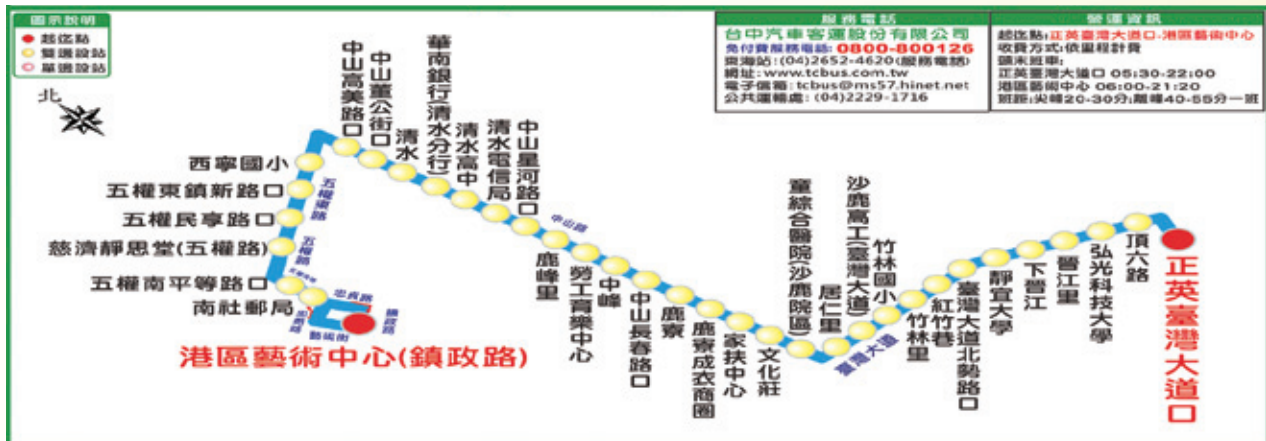 圖示說明
起迄點
雙邊設站
單邊設站
北
服務電話
台中汽車客運股份有限公司
免付費服務電話: 0800-800126
東海站:(04)2652-4620(服務電話)
網址:www.tcbus.com.tw
電子信箱:tcbus@ms57.hinet.net
公共運輸處:(04)2229-1716
營運資訊
起迄點:正英臺灣大道口-港區藝術中心
收費方式:依里程計費
頭末班車:
正英臺灣大道口 05:30-22:00
港區藝術中心 06:00-21:20
班距:尖峰20-30分;離峰40-55分一班
港區藝術中心(鎮政路)
鎮政路
藝術街
忠貞路
南社郵局
五權南平等路口
慈濟靜思堂(五權路)
五權路
五權民享路口
五權東鎮新路口
五權東路
西寧國小
中山高美路口
中山董公街口
清水
華南銀行(清水分行)
清水高中
清水電信局
中山星河路口
中山路
鹿峰里
勞工育樂中心
中峰
中山長春路口
鹿寮
鹿寮成衣商圈
家扶中心
文化莊
童綜合醫院(沙鹿院區)
居仁里
臺灣大道
沙鹿高工(臺灣大道)
竹林國小
竹林里
紅竹巷
臺灣大道北勢路口
靜宜大學
下晉江
晉江里
弘光科技大學
頂六路
正英臺灣大道口